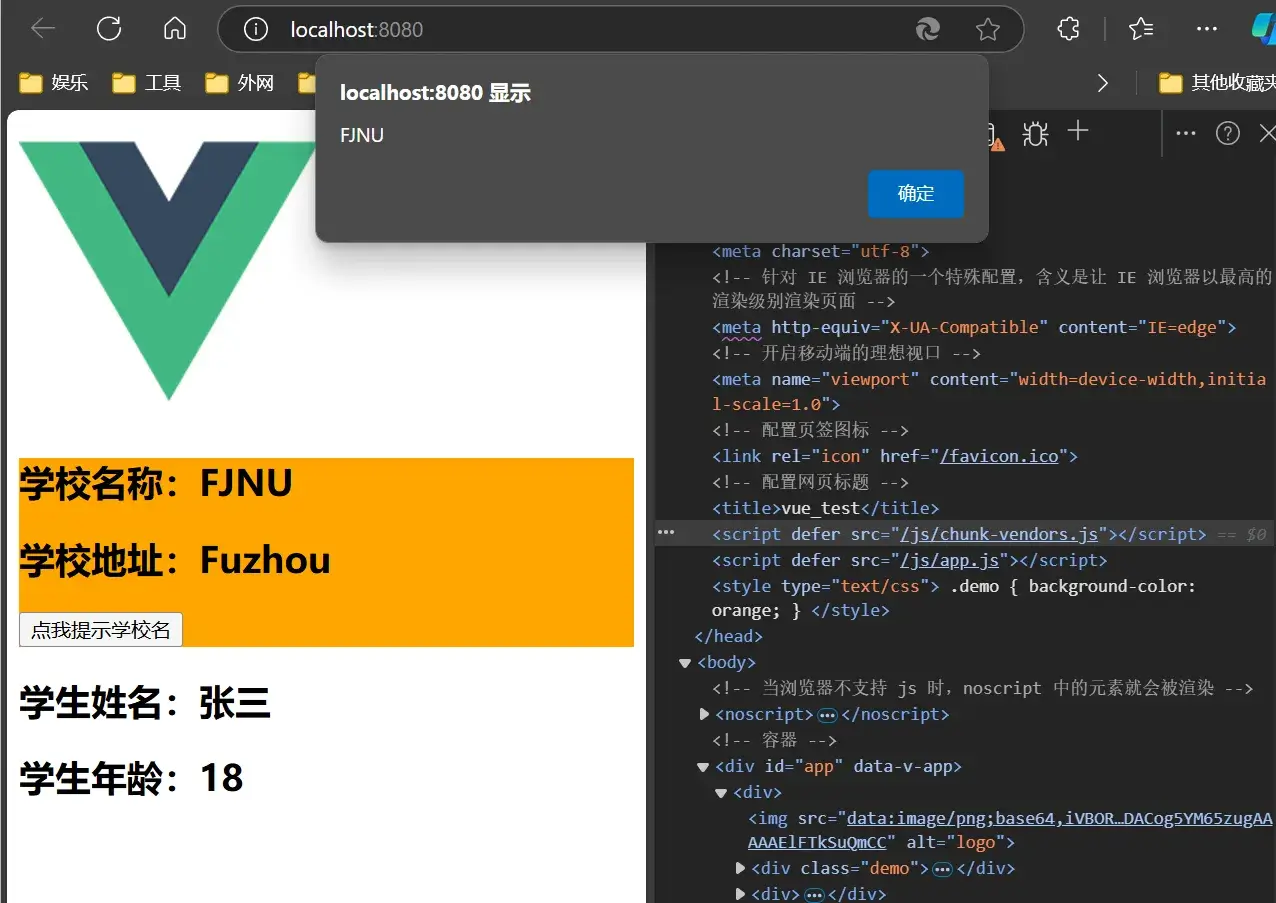 localhost:8080
娱乐 工具 外网 其他收藏夹
localhost:8080 显示
FJNU
确定
<meta charset="utf-8">
<!-- 针对 IE 浏览器的一个特殊配置，含义是让 IE 浏览器以最高的
渲染级别渲染页面 -->
<meta http-equiv="X-UA-Compatible" content="IE=edge">
<!-- 开启移动端的理想视口 -->
<meta name="viewport" content="width=device-width,initia
l-scale=1.0">
<!-- 配置页签图标 -->
<link rel="icon" href="/favicon.ico">
<!-- 配置网页标题 -->
<title>vue_test</title>
<script defer src="/js/chunk-vendors.js"></script> == $0
<script defer src="/js/app.js"></script>
<style type="text/css"> .demo { background-color:
orange; } </style>
</head>
<body>
<!-- 当浏览器不支持 js 时，noscript 中的元素就会被渲染 -->
<noscript>…</noscript>
<!-- 容器 -->
<div id="app" data-v-app>
<div>
<img src="data:image/png;base64,iVBOR…DACog5YM65zugAA
AAAElFTkSuQmCC" alt="logo">
<div class="demo">…</div>
<div>…</div>
学校名称：FJNU
学校地址：Fuzhou
点我提示学校名
学生姓名：张三
学生年龄：18